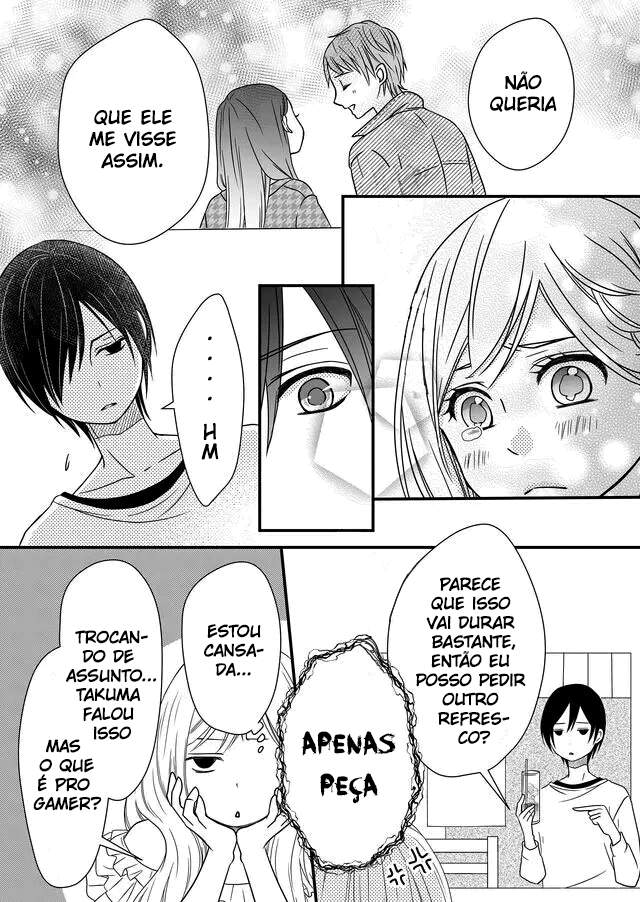 NÃO
QUERIA
QUE ELE
ME VISSE
ASSIM.
.....HM
PARECE
QUE ISSO
VAI DURAR
BASTANTE,
ENTÃO EU
POSSO PEDIR
OUTRO
REFRES-
CO?
APENAS
PEÇA
ESTOU
CANSA-
DA...
TROCAN-
DO DE
ASSUNTO...
TAKUMA
FALOU
ISSO
MAS
O QUE
É PRO
GAMER?